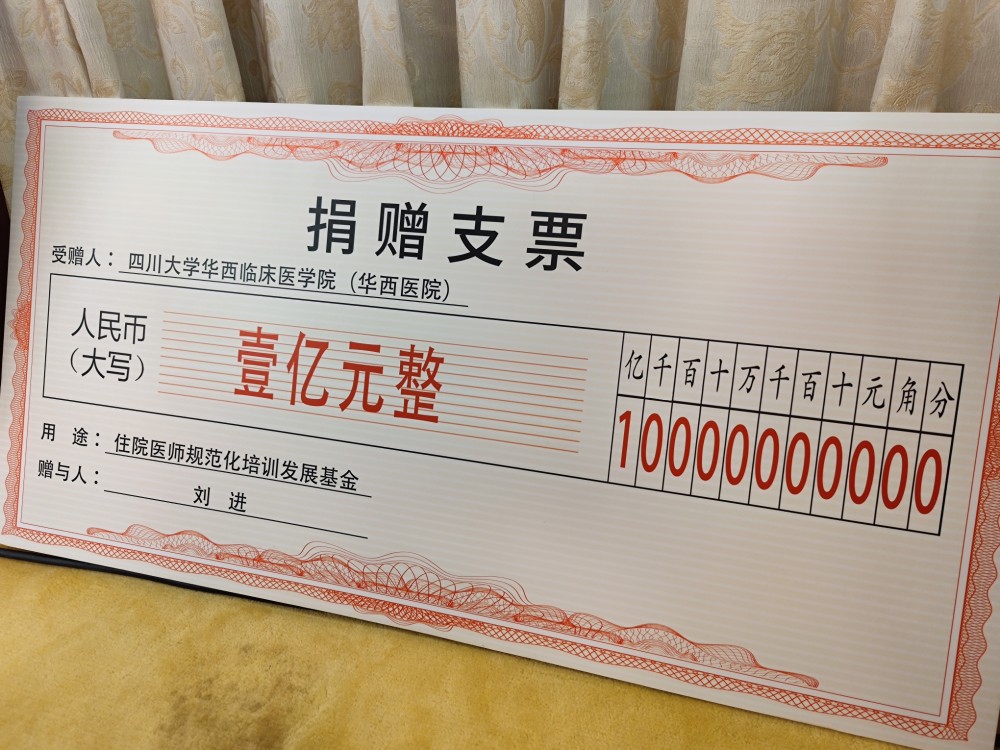 捐赠支票
受赠人：四川大学华西临床医学院（华西医院）
人民币
（大写）
壹亿元整
亿千百十万千百十元角分
10000000000
用 途：住院医师规范化培训发展基金
赠与人：刘 进